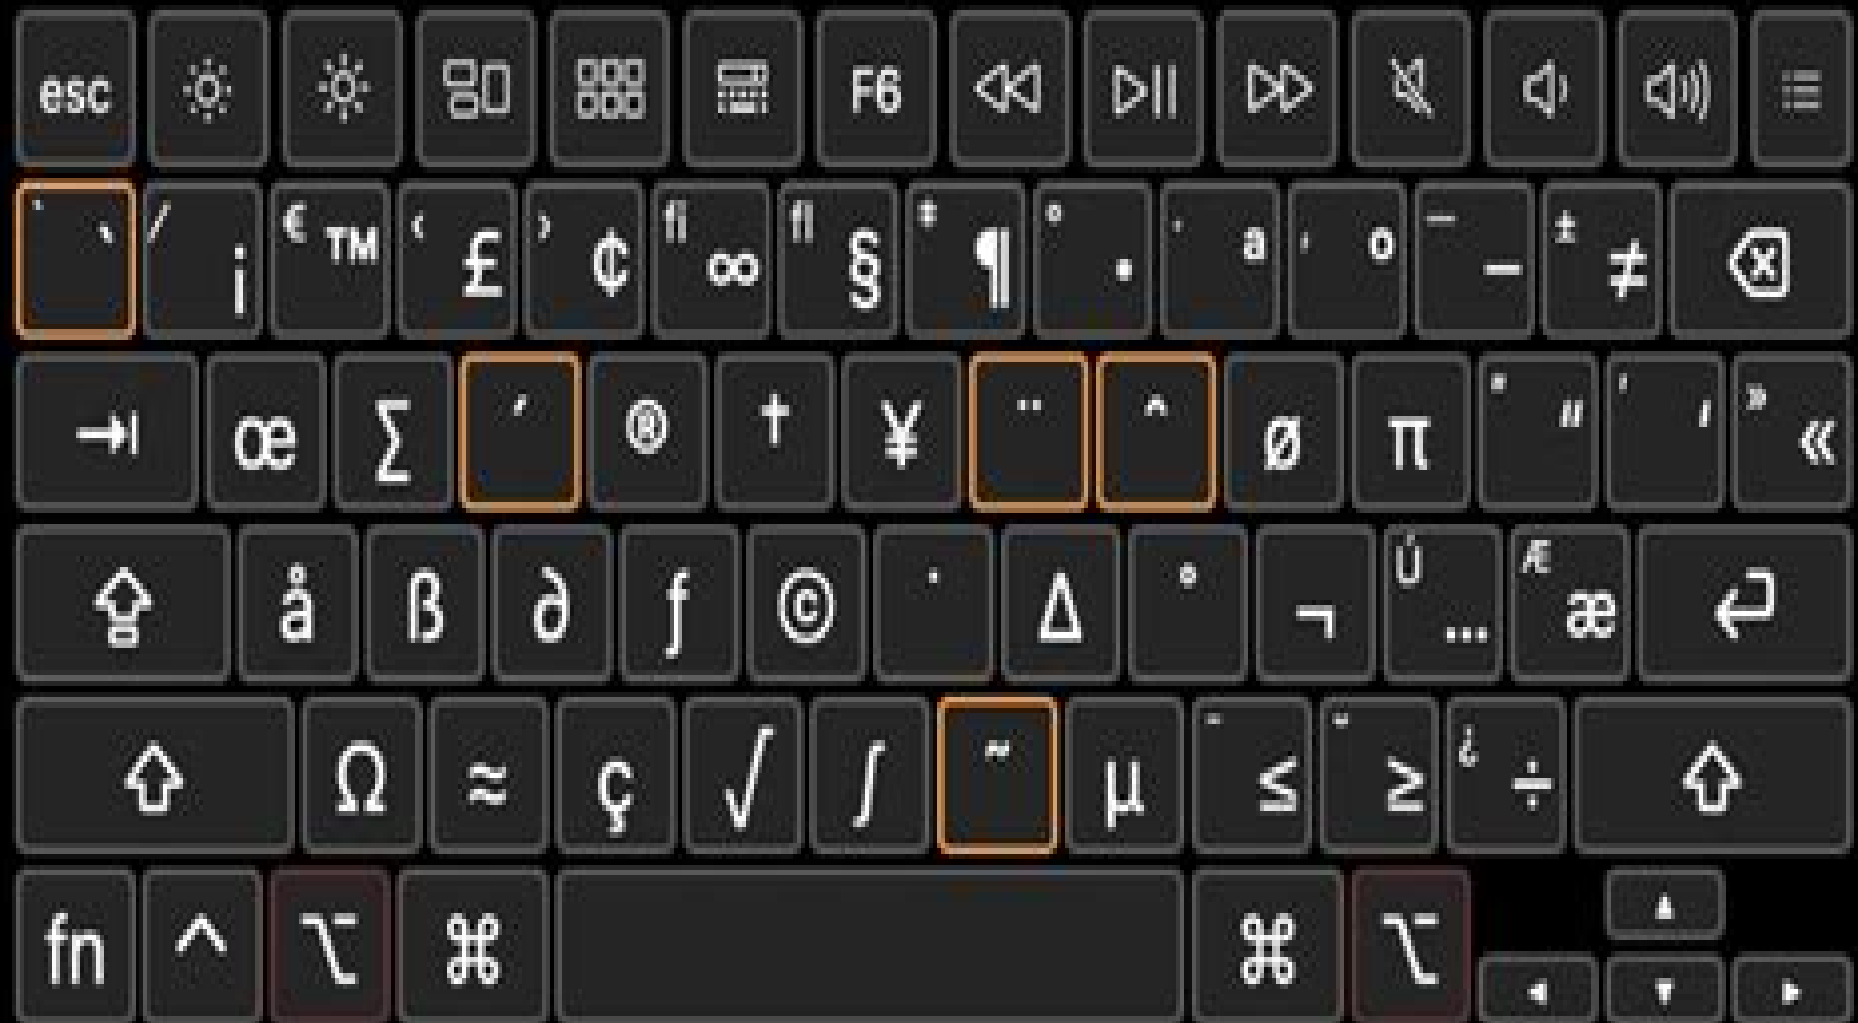 esc F6
` ` / ¡ € ™ ‹ £ › ¢ fi ∞ fl § ‡ ¶ ° • · ª ‚ º — – ± ≠
œ ∑ ´ ® † ¥ ¨ ˆ ø π “ ' ‘ » «
å ß ∂ ƒ © ˙ ∆ ˚ ¬ Ú … Æ æ
Ω ≈ ç √ ∫ ˜ µ ¯ ≤ ˘ ≥ ¿ ÷
fn ^ ⌥ ⌘ ⌘ ⌥